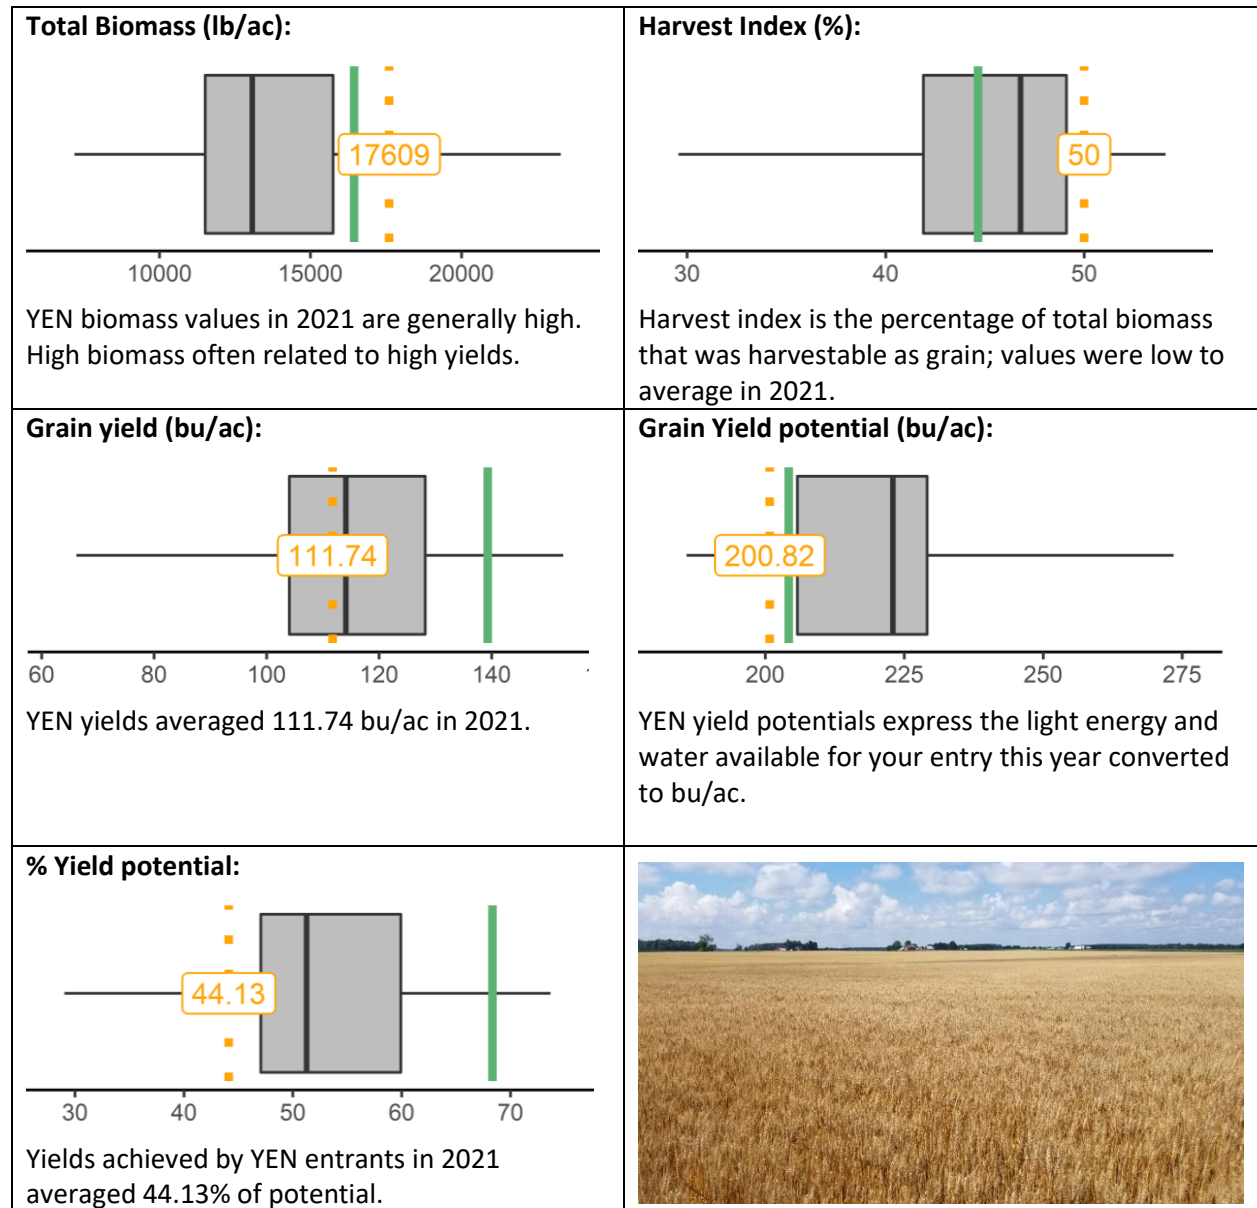 Total Biomass (lb/ac):
17609
10000 15000 20000
YEN biomass values in 2021 are generally high.
High biomass often related to high yields.
Harvest Index (%):
50
30 40 50
Harvest index is the percentage of total biomass
that was harvestable as grain; values were low to
average in 2021.
Grain yield (bu/ac):
111.74
60 80 100 120 140
YEN yields averaged 111.74 bu/ac in 2021.
Grain Yield potential (bu/ac):
200.82
200 225 250 275
YEN yield potentials express the light energy and
water available for your entry this year converted
to bu/ac.
% Yield potential:
44.13
30 40 50 60 70
Yields achieved by YEN entrants in 2021
averaged 44.13% of potential.